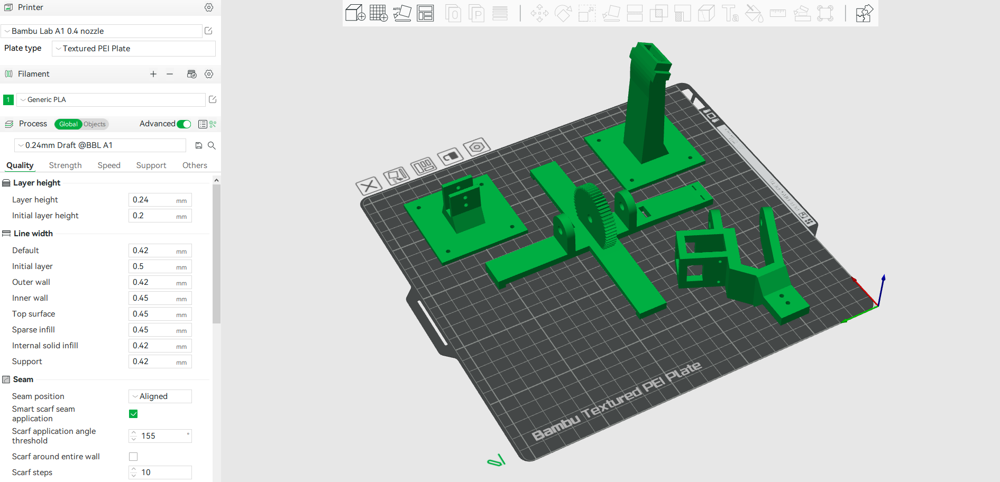 Printer
Bambu Lab A1 0.4 nozzle
Plate type
Textured PEI Plate
Filament
1
Generic PLA
Process
Global
Objects
Advanced
0.24mm Draft @BBL A1
Quality
Strength
Speed
Support
Others
Layer height
Layer height
0.24
mm
Initial layer height
0.2
mm
Line width
Default
0.42
mm
Initial layer
0.5
mm
Outer wall
0.42
mm
Inner wall
0.45
mm
Top surface
0.45
mm
Sparse infill
0.45
mm
Internal solid infill
0.42
mm
Support
0.42
mm
Seam
Seam position
Aligned
Smart scarf seam
application
Scarf application angle
threshold
155
°
Scarf around entire wall
Scarf steps
10
AUTO
0
P
Ta
Bambu Textured PEI Plate